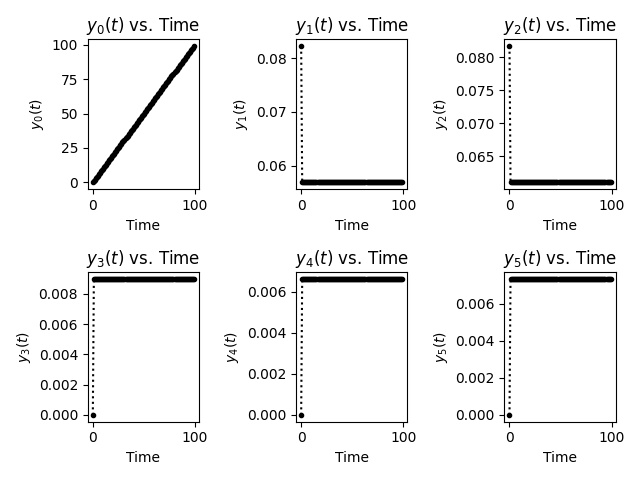 y₀(t) vs. Time
y₁(t) vs. Time
y₂(t) vs. Time
100
75
50
25
0
y₀(t)
0 100
Time
0.08
0.07
0.06
y₁(t)
0 100
Time
0.080
0.075
0.070
0.065
y₂(t)
0 100
Time
y₃(t) vs. Time
y₄(t) vs. Time
y₅(t) vs. Time
0.008
0.006
0.004
0.002
0.000
y₃(t)
0 100
Time
0.006
0.004
0.002
0.000
y₄(t)
0 100
Time
0.006
0.004
0.002
0.000
y₅(t)
0 100
Time